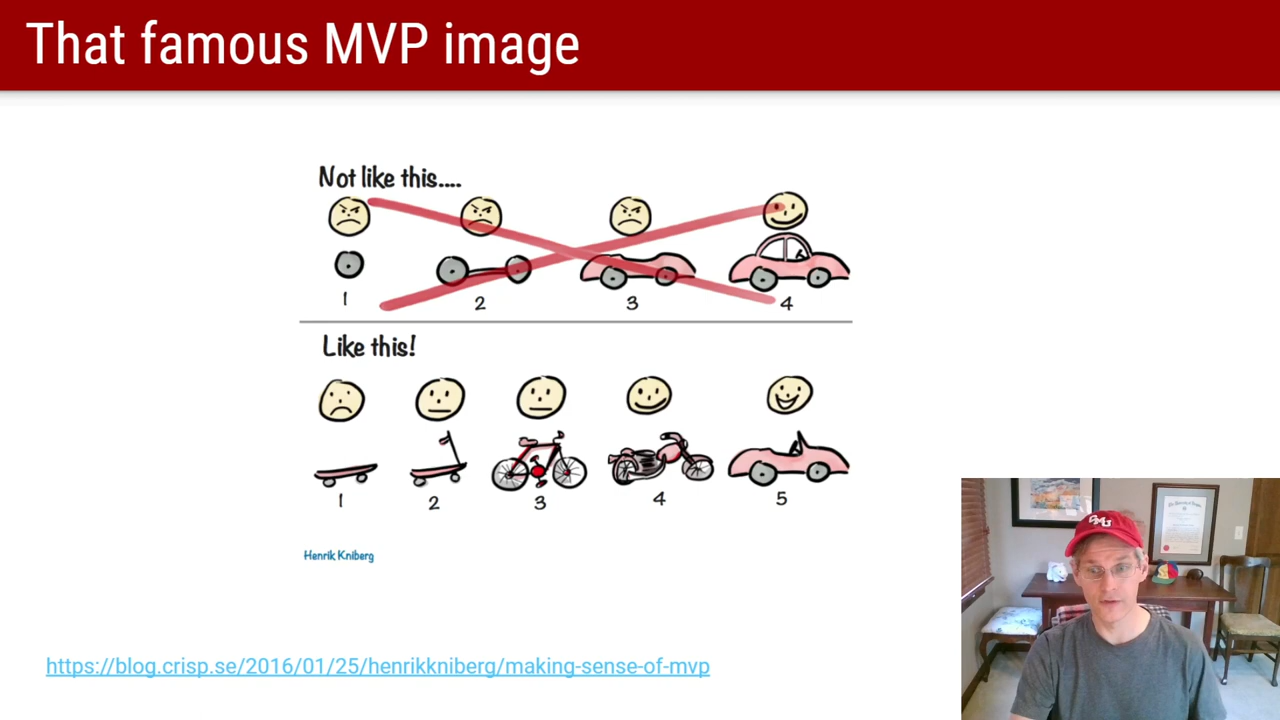 That famous MVP image
Not like this....
1 2 3 4
Like this!
1 2 3 4 5
Henrik Kniberg
https://blog.crisp.se/2016/01/25/henrikkniberg/making-sense-of-mvp
CMU